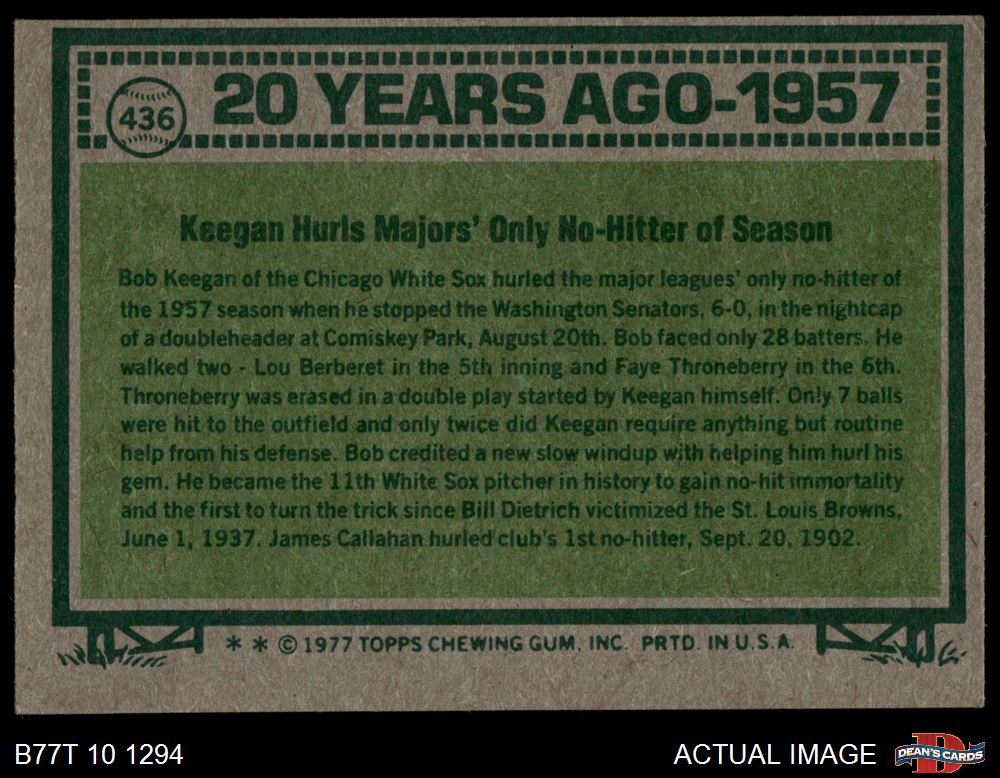 436
20 YEARS AGO-1957
Keegan Hurls Majors' Only No-Hitter of Season
Bob Keegan of the Chicago White Sox hurled the major leagues' only no-hitter of
the 1957 season when he stopped the Washington Senators, 6-0, in the nightcap
of a doubleheader at Comiskey Park, August 20th. Bob faced only 28 batters. He
walked two - Lou Berberet in the 5th inning and Faye Throneberry in the 6th.
Throneberry was erased in a double play started by Keegan himself. Only 7 balls
were hit to the outfield and only twice did Keegan require anything but routine
help from his defense. Bob credited a new slow windup with helping him hurl his
gem. He became the 11th White Sox pitcher in history to gain no-hit immortality
and the first to turn the trick since Bill Dietrich victimized the St. Louis Browns,
June 1, 1937. James Callahan hurled club's 1st no-hitter, Sept. 20, 1902.
* * © 1977 TOPPS CHEWING GUM, INC. PRTD. IN U.S.A.
B77T 10 1294
ACTUAL IMAGE
DEAN'S CARDS